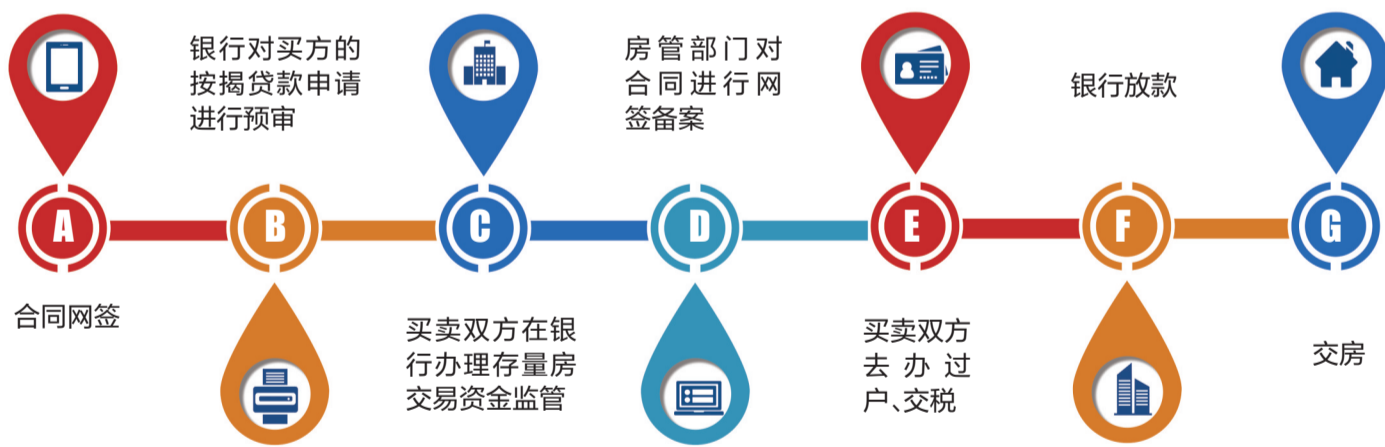 银行对买方的
按揭贷款申请
进行预审
房管部门对
合同进行网
签备案
银行放款
A
B
C
D
E
F
G
合同网签
买卖双方在银
行办理存量房
交易资金监管
买卖双方
去办过
户、交税
交房